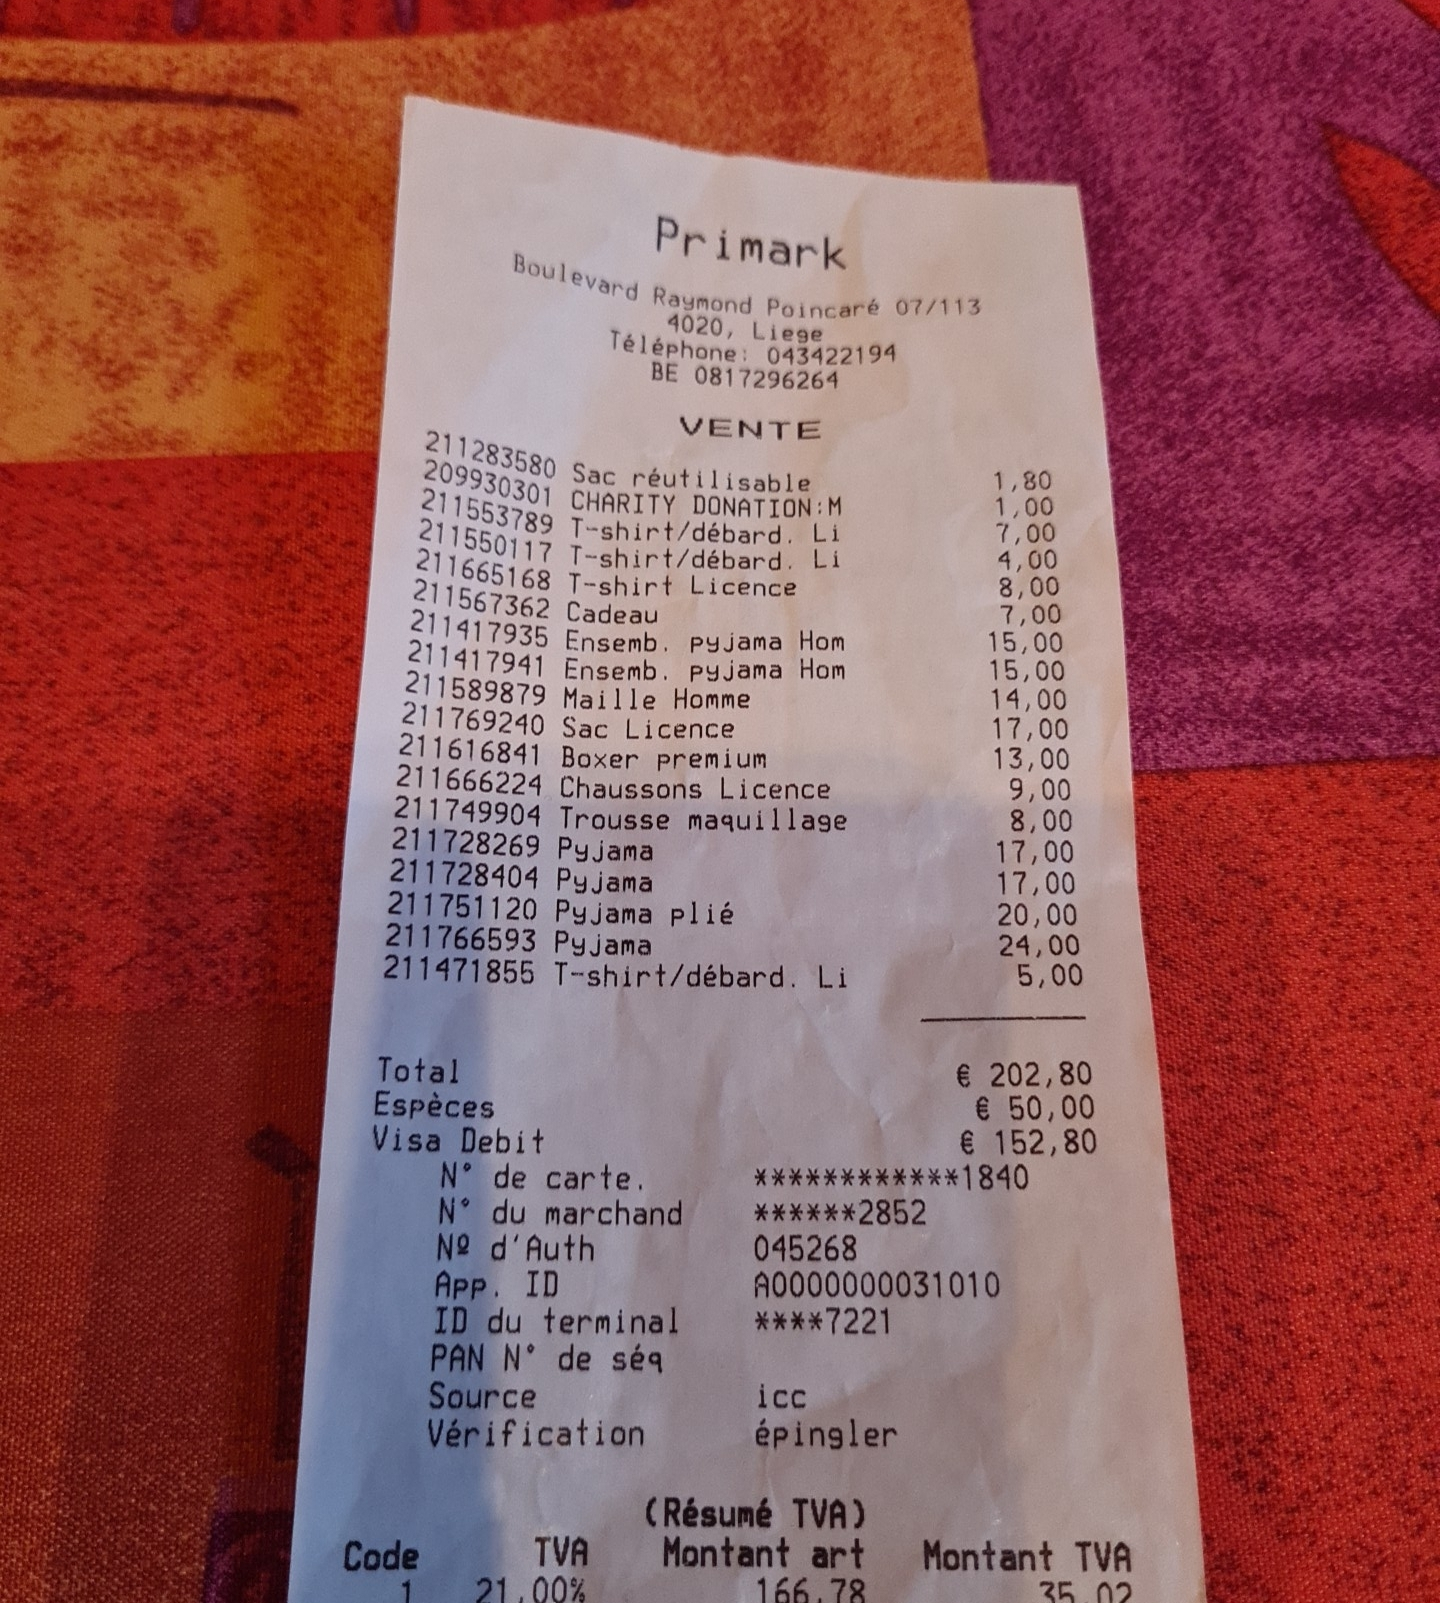 Primark
Boulevard Raymond Poincaré 07/113
4020, Liege
Téléphone: 043422194
BE 0817296264
VENTE
211283580 Sac réutilisable 1,80
209930301 CHARITY DONATION:M 1,00
211553789 T-shirt/débard. Li 7,00
211550117 T-shirt/débard. Li 4,00
211665168 T-shirt Licence 8,00
211567362 Cadeau 7,00
211417935 Ensemb. pyjama Hom 15,00
211417941 Ensemb. pyjama Hom 15,00
211589879 Maille Homme 14,00
211769240 Sac Licence 17,00
211616841 Boxer premium 13,00
211666224 Chaussons Licence 9,00
211749904 Trousse maquillage 8,00
211728269 Pyjama 17,00
211728404 Pyjama 17,00
211751120 Pyjama plié 20,00
211766593 Pyjama 24,00
211471855 T-shirt/débard. Li 5,00
Total € 202,80
Espèces € 50,00
Visa Debit € 152,80
N° de carte. ************1840
N° du marchand ******2852
Nº d'Auth 045268
App. ID A0000000031010
ID du terminal ****7221
PAN N° de séq
Source icc
Vérification épingler
(Résumé TVA)
Code TVA Montant art Montant TVA
1 21,00% 166,78 35,02